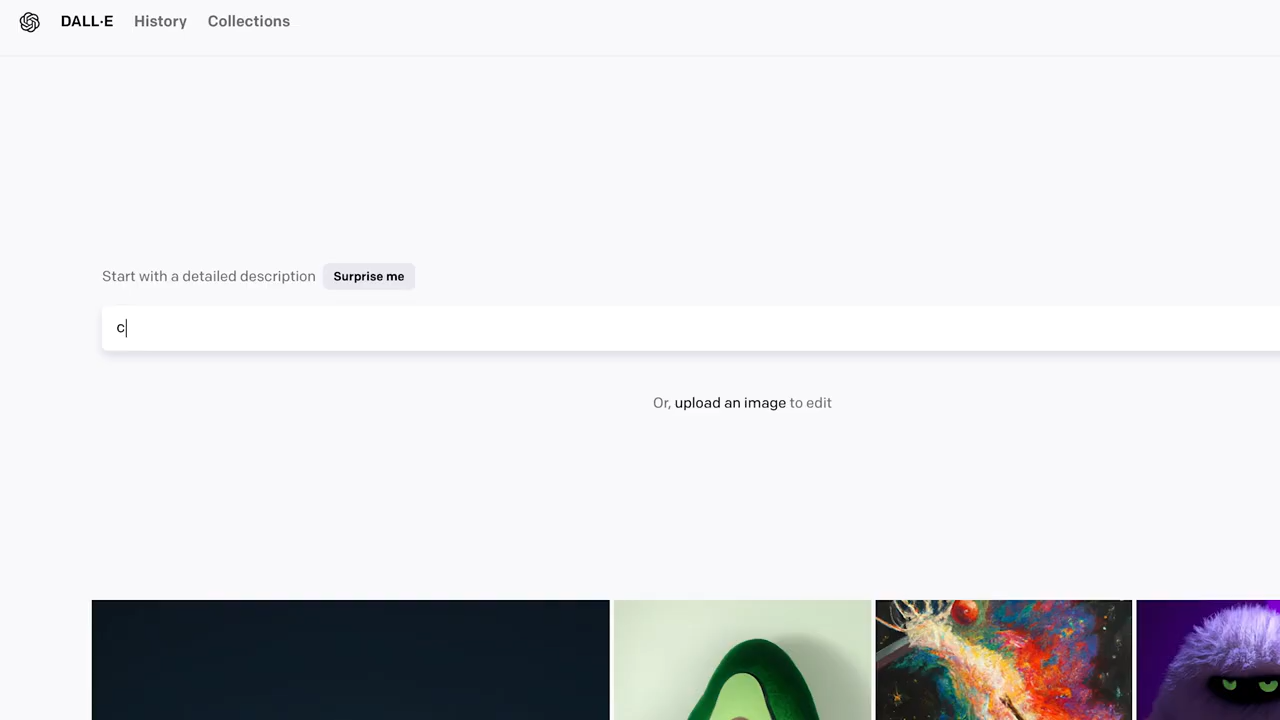 DALL·E History Collections
Start with a detailed description Surprise me
c
Or, upload an image to edit